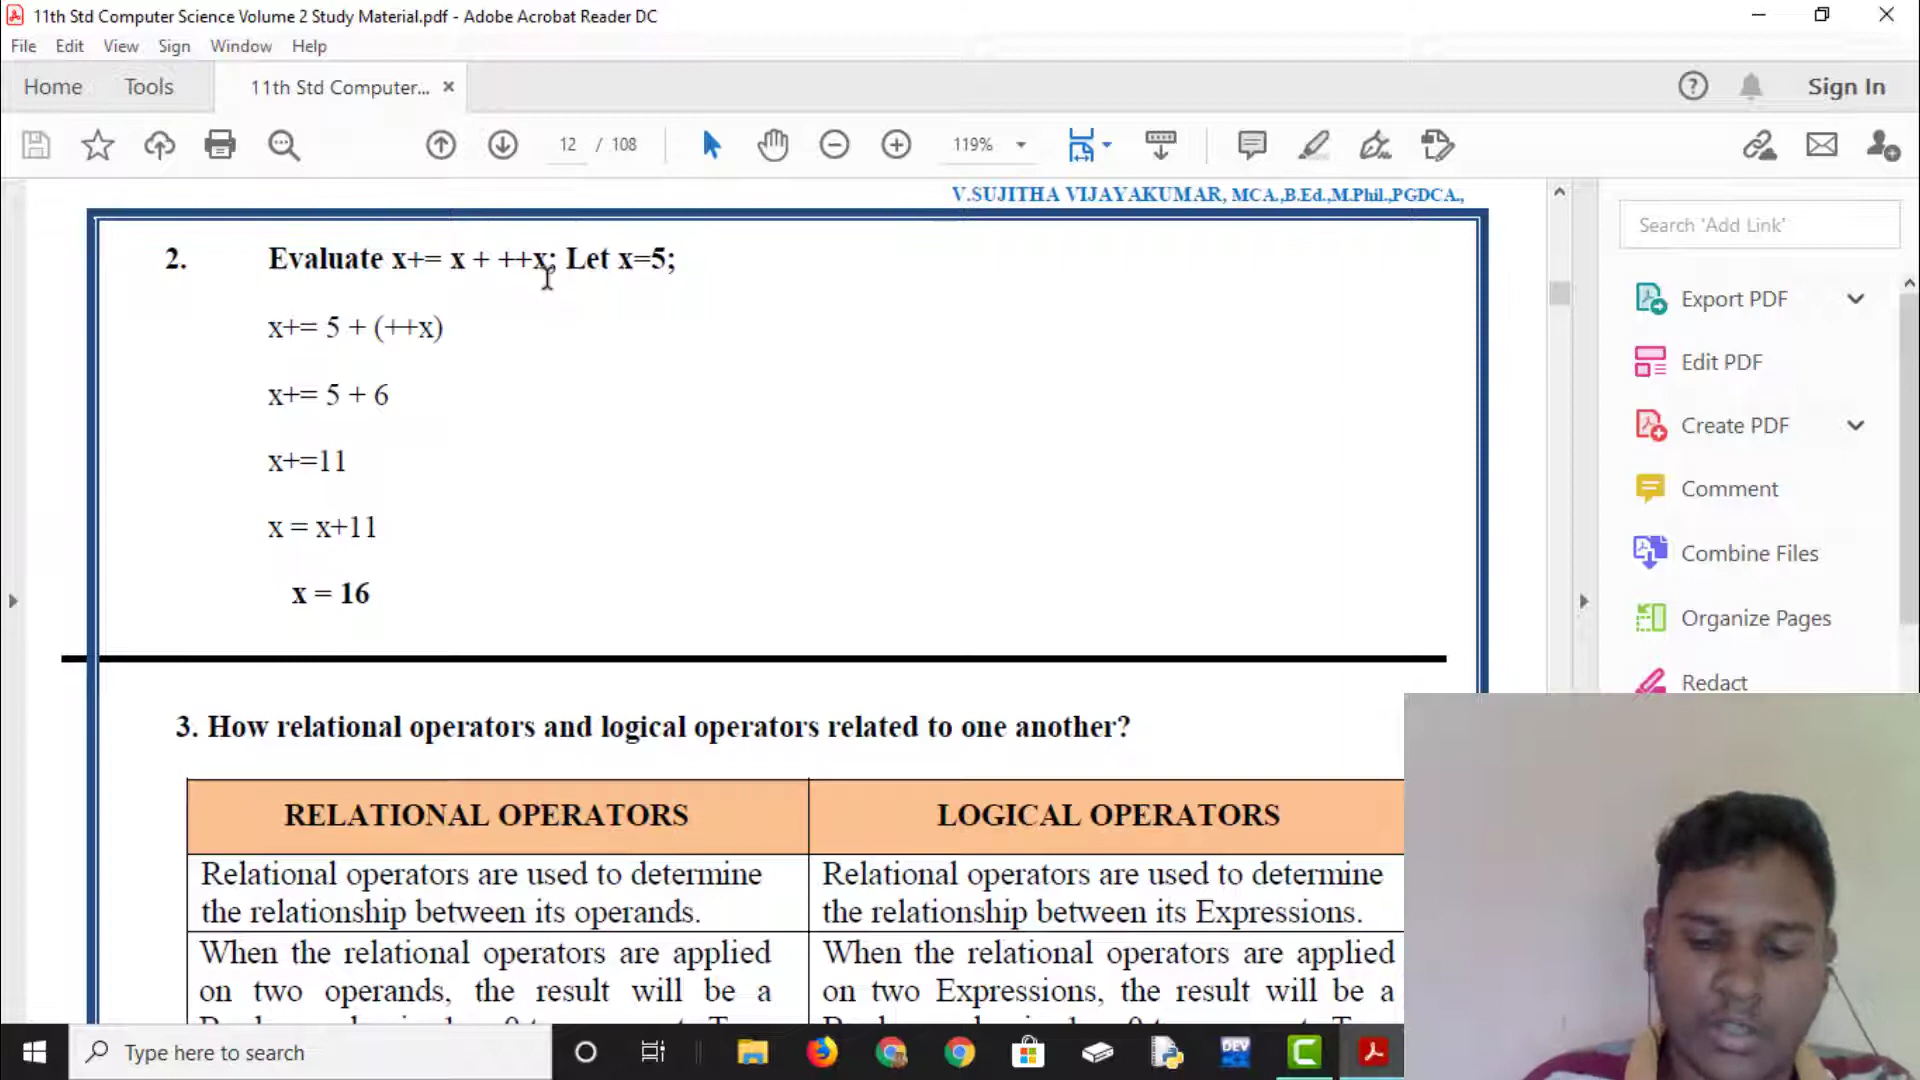 11th Std Computer Science Volume 2 Study Material.pdf - Adobe Acrobat Reader DC
File Edit View Sign Window Help
Home Tools 11th Std Computer... Sign In
12 / 108 119%
V.SUJITHA VIJAYAKUMAR, MCA.,B.Ed.,M.Phil.,PGDCA.,
2. Evaluate x+= x + ++x; Let x=5;
x+= 5 + (++x)
x+= 5 + 6
x+=11
x = x+11
x = 16
3. How relational operators and logical operators related to one another?
RELATIONAL OPERATORS
Relational operators are used to determine
the relationship between its operands.
When the relational operators are applied
on two operands, the result will be a
LOGICAL OPERATORS
Relational operators are used to determine
the relationship between its Expressions.
When the relational operators are applied
on two Expressions, the result will be a
Search 'Add Link'
Export PDF
Edit PDF
Create PDF
Comment
Combine Files
Organize Pages
Redact
Type here to search
DEV